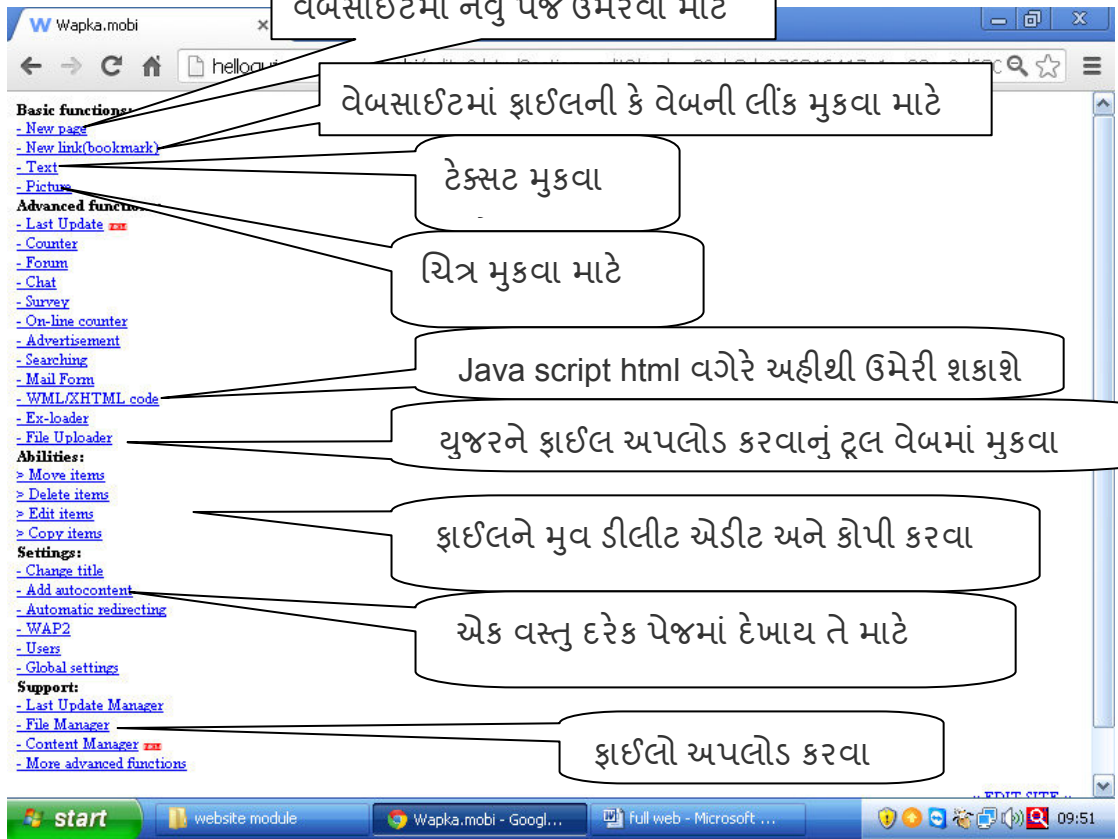 વેબસાઈટમાં નવુ પેજ ઉમેરવા માટે
Wapka.mobi
વેબસાઈટમાં ફાઈલની કે વેબની લીંક મુકવા માટે
Basic functions:
- New page
- New link(bookmark)
- Text
- Picture
ટેક્સટ મુકવા
Advanced functions:
- Last Update
- Counter
- Forum
- Chat
- Survey
- On-line counter
- Advertisement
- Searching
- Mail Form
- WML/XHTML code
- Ex-loader
- File Uploader
ચિત્ર મુકવા માટે
Java script html વગેરે અહીથી ઉમેરી શકાશે
યુજરને ફાઈલ અપલોડ કરવાનું ટૂલ વેબમાં મુકવા
Abilities:
> Move items
> Delete items
> Edit items
> Copy items
ફાઈલને મુવ ડીલીટ એડીટ અને કોપી કરવા
Settings:
- Change title
- Add autocontent
- Automatic redirecting
- WAP2
- Users
- Global settings
એક વસ્તુ દરેક પેજમાં દેખાય તે માટે
Support:
- Last Update Manager
- File Manager
- Content Manager
- More advanced functions
ફાઈલો અપલોડ કરવા
:: EDIT SITE ::
start
website module
Wapka.mobi - Googl...
full web - Microsoft ...
09:51